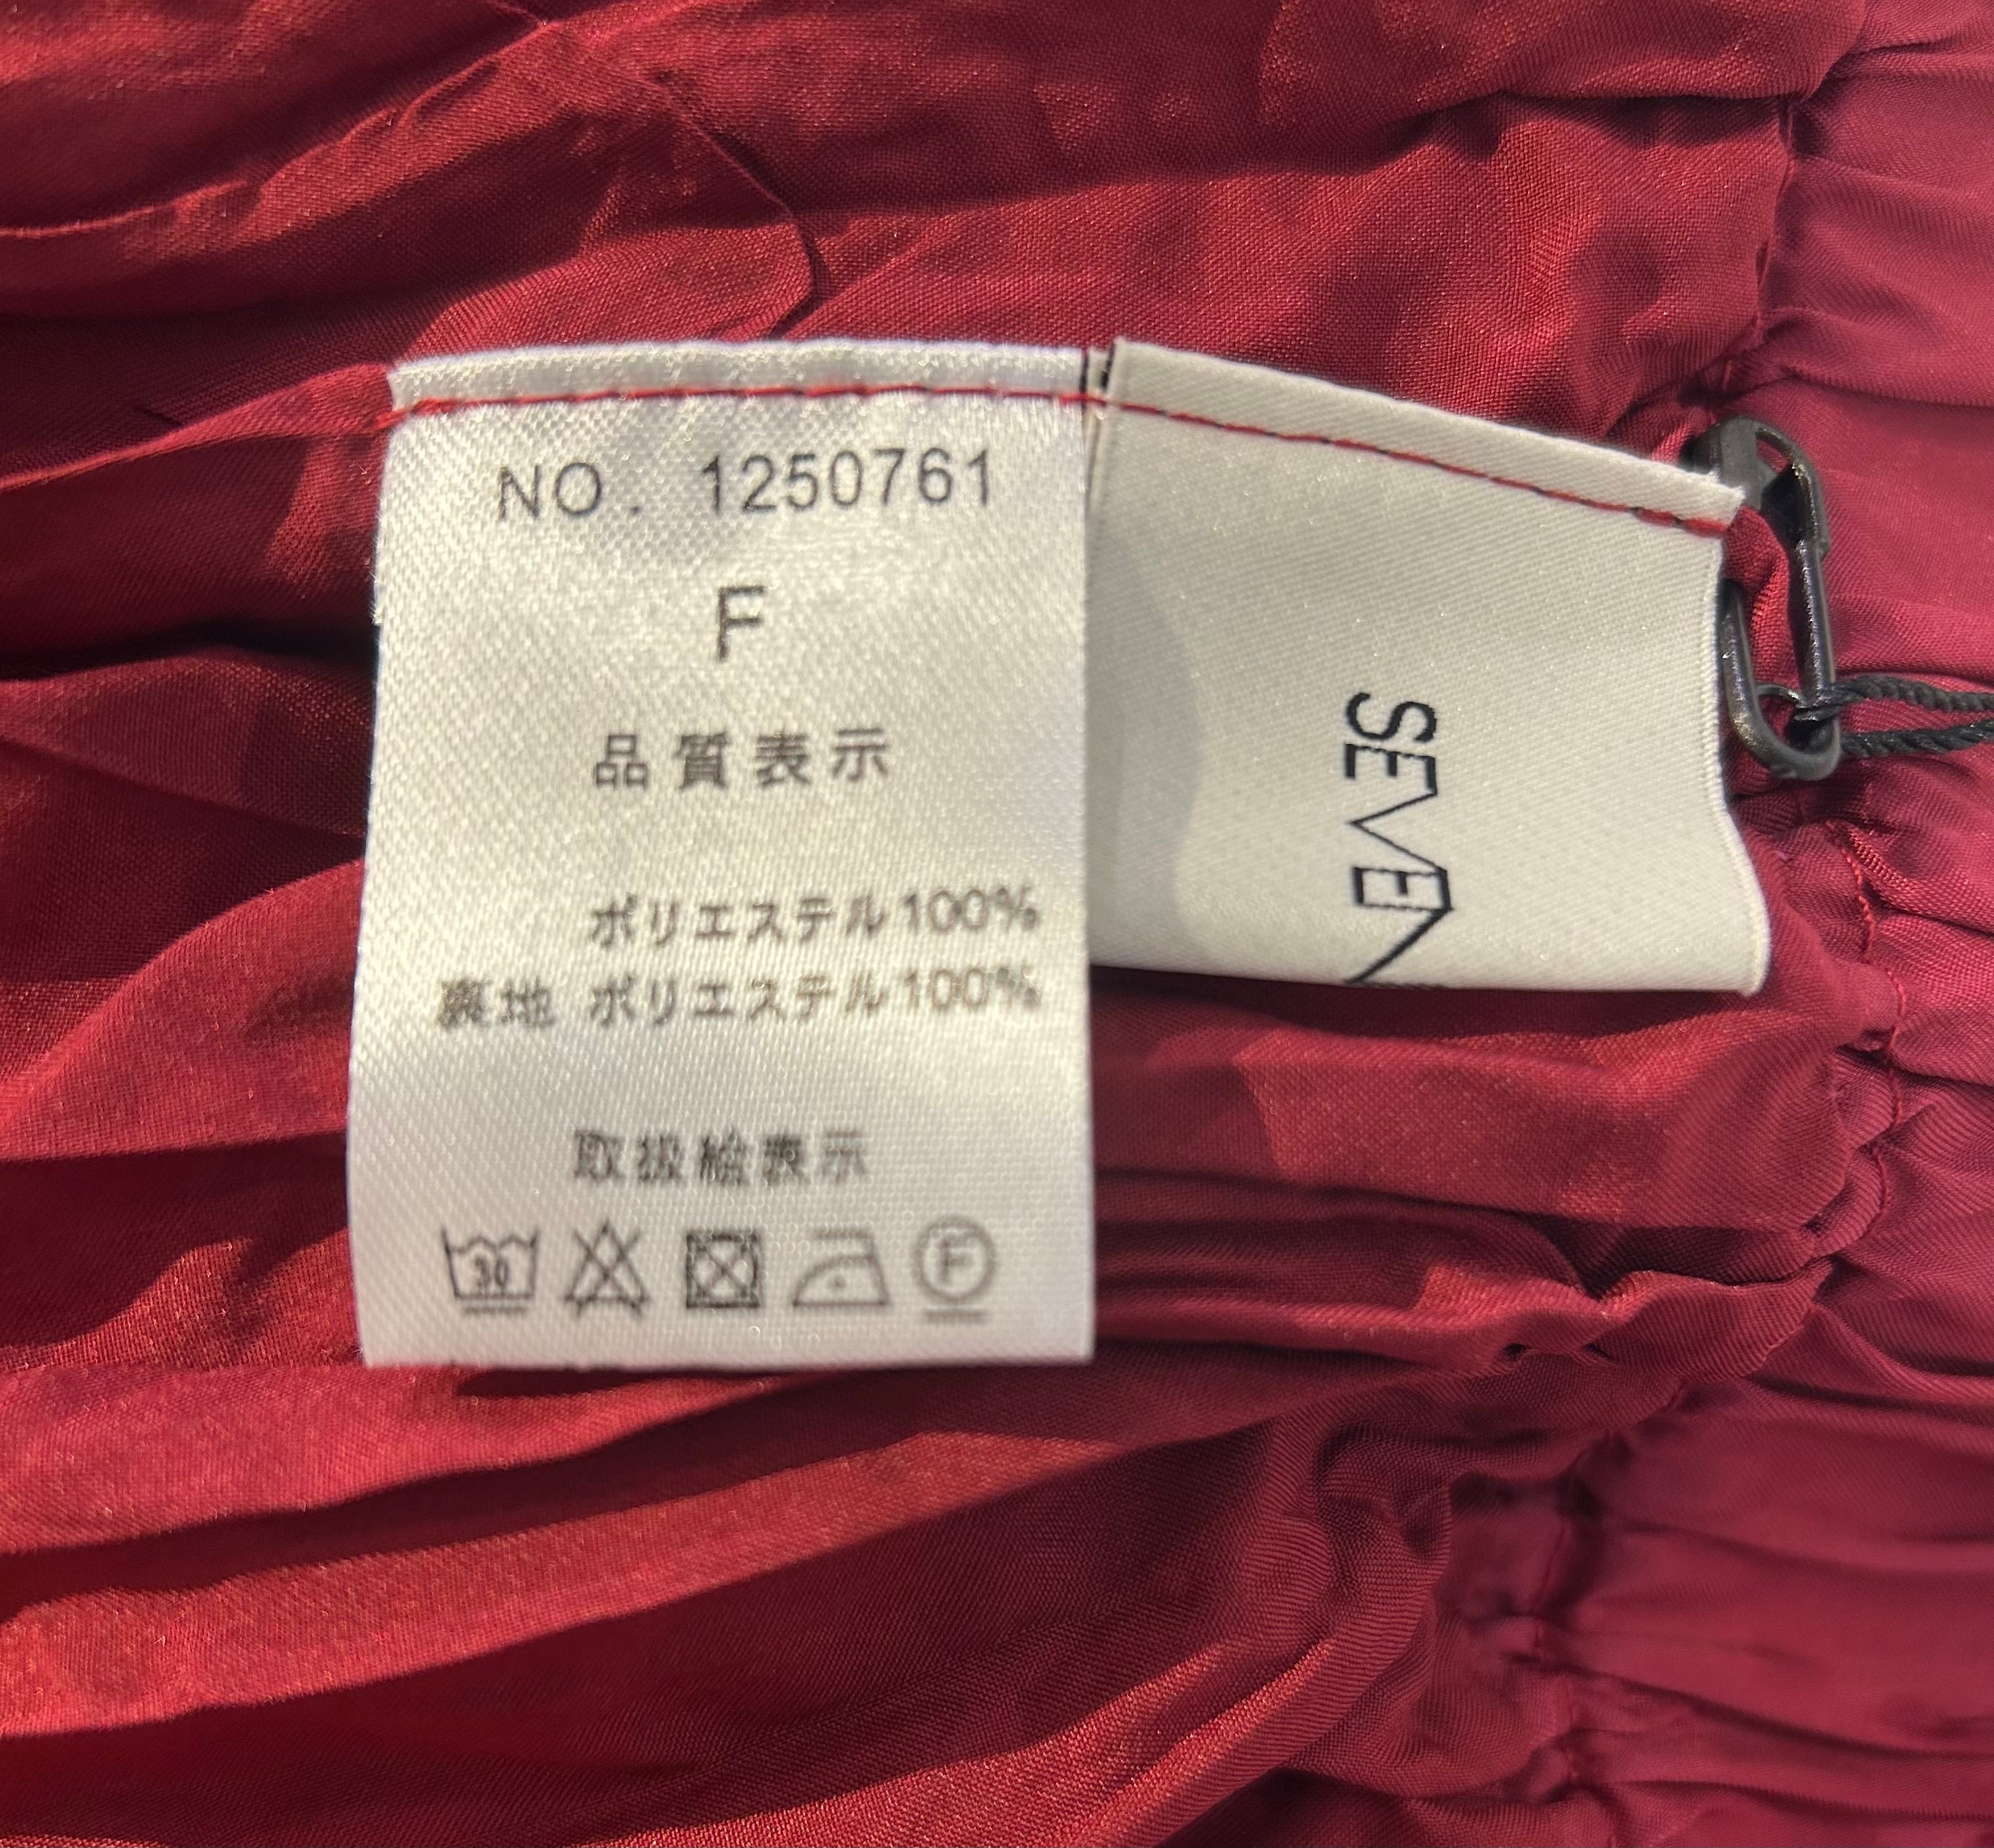 NO. 1250761
F
品質表示
ポリエステル100%
裏地 ポリエステル100%
取扱絵表示
30
F
SEVEN